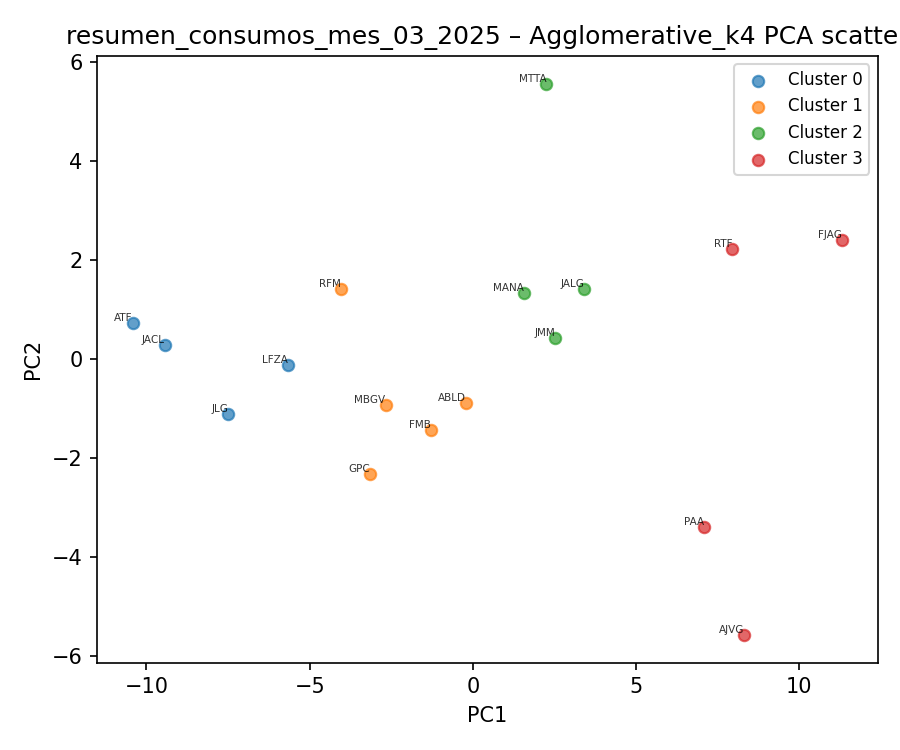 resumen_consumos_mes_03_2025 – Agglomerative_k4 PCA scatte
Cluster 0
Cluster 1
Cluster 2
Cluster 3
MTTA
RTF
FJAG
RFM
MANA
JALG
ATF
JACL
JMM
LFZA
JLG
MBGV
ABLD
FMB
GPC
PAA
AJVG
6
4
2
0
−2
−4
−6
PC2
−10
−5
0
5
10
PC1